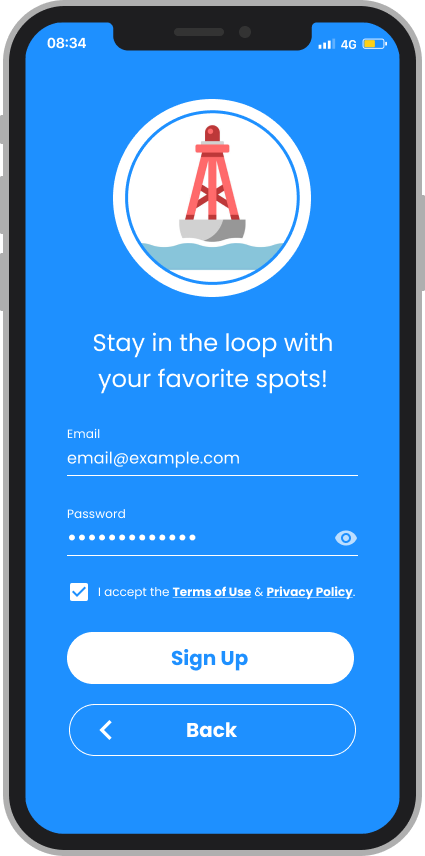 08:34
4G
Stay in the loop with
your favorite spots!
Email
email@example.com
Password
•••••••••••••
I accept the Terms of Use & Privacy Policy.
Sign Up
Back